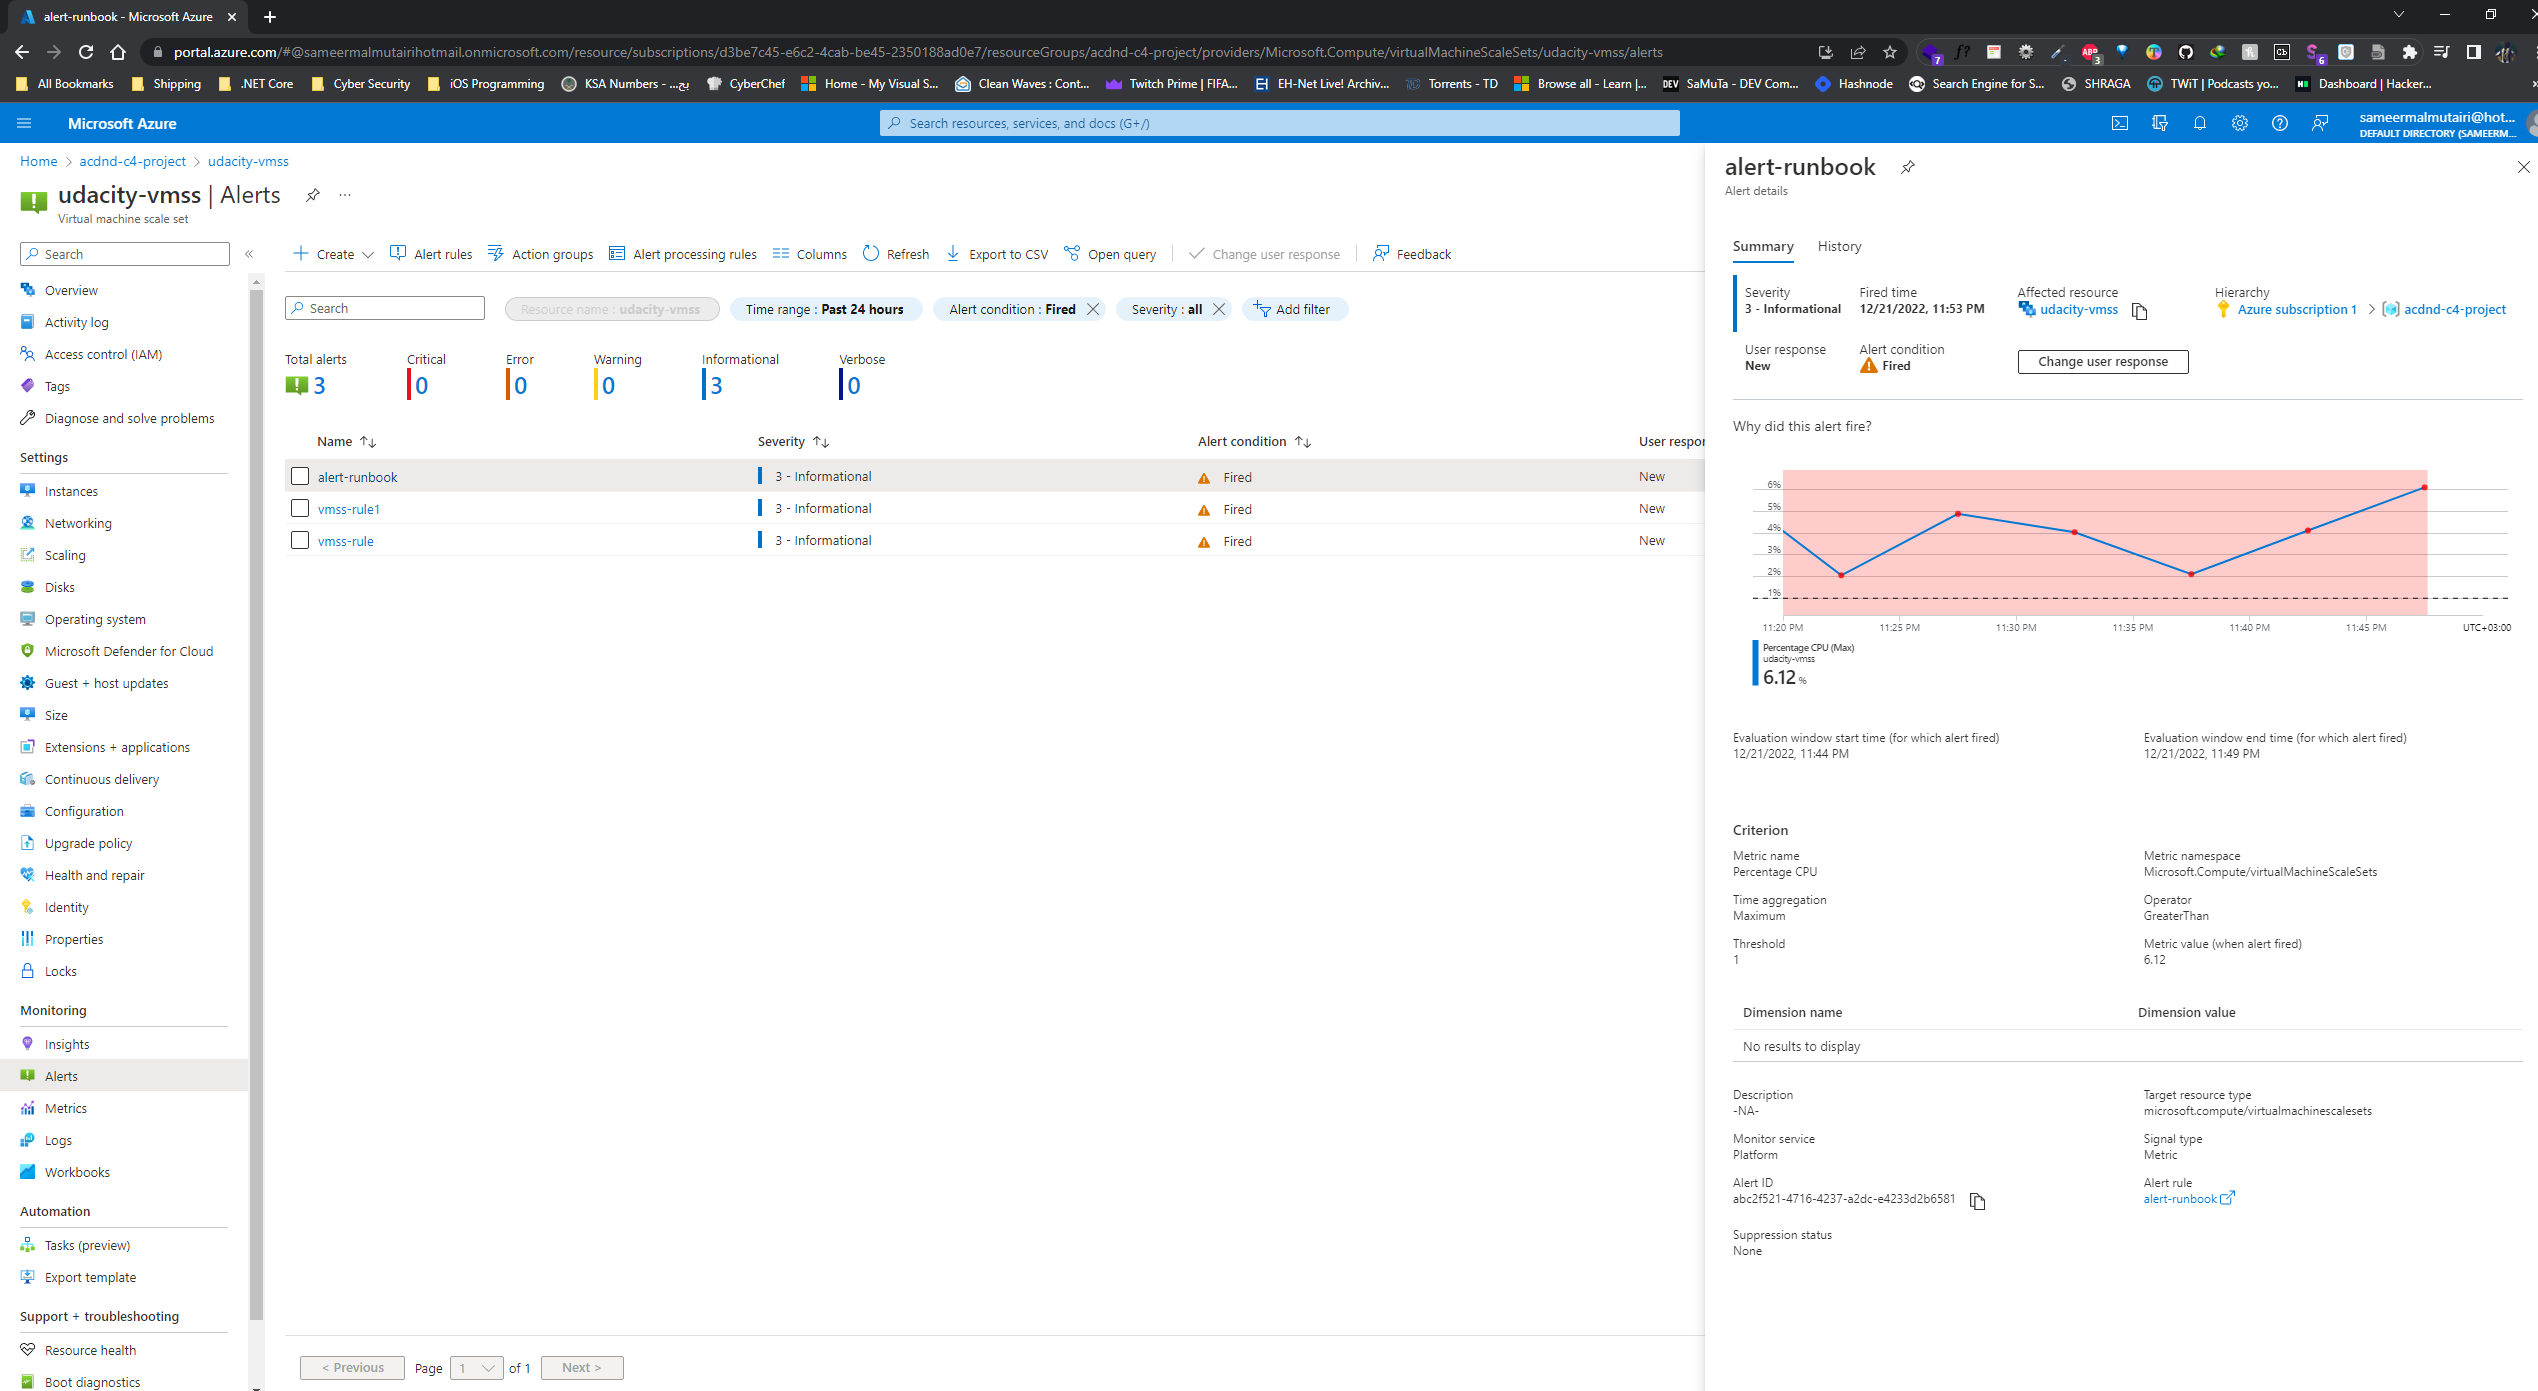 alert-runbook - Microsoft Azure
portal.azure.com/#@sameermalmutairihotmail.onmicrosoft.com/resource/subscriptions/d3be7c45-e6c2-4cab-be45-2350188ad0e7/resourceGroups/acdnd-c4-project/providers/Microsoft.Compute/virtualMachineScaleSets/udacity-vmss/alerts
All Bookmarks Shipping .NET Core Cyber Security iOS Programming KSA Numbers - ...بح CyberChef Home - My Visual S... Clean Waves : Cont... Twitch Prime | FIFA... EH-Net Live! Archiv... Torrents - TD Browse all - Learn |... SaMuTa - DEV Com... Hashnode Search Engine for S... SHRAGA TWiT | Podcasts yo... Dashboard | Hacker...
Microsoft Azure
Search resources, services, and docs (G+/)
sameermalmutairi@hot...
DEFAULT DIRECTORY (SAMEERM...
Home > acdnd-c4-project > udacity-vmss
udacity-vmss | Alerts
Virtual machine scale set
Search
Overview
Activity log
Access control (IAM)
Tags
Diagnose and solve problems
Settings
Instances
Networking
Scaling
Disks
Operating system
Microsoft Defender for Cloud
Guest + host updates
Size
Extensions + applications
Continuous delivery
Configuration
Upgrade policy
Health and repair
Identity
Properties
Locks
Monitoring
Insights
Alerts
Metrics
Logs
Workbooks
Automation
Tasks (preview)
Export template
Support + troubleshooting
Resource health
Boot diagnostics
Create Alert rules Action groups Alert processing rules Columns Refresh Export to CSV Open query Change user response Feedback
Search
Resource name : udacity-vmss Time range : Past 24 hours Alert condition : Fired Severity : all Add filter
Total alerts Critical Error Warning Informational Verbose
3 0 0 0 3 0
Name Severity Alert condition User respor
alert-runbook 3 - Informational Fired New
vmss-rule1 3 - Informational Fired New
vmss-rule 3 - Informational Fired New
< Previous Page 1 of 1 Next >
alert-runbook
Alert details
Summary History
Severity Fired time Affected resource Hierarchy
3 - Informational 12/21/2022, 11:53 PM udacity-vmss Azure subscription 1 > acdnd-c4-project
User response Alert condition
New Fired
Change user response
Why did this alert fire?
6%
5%
4%
3%
2%
1%
11:20 PM 11:25 PM 11:30 PM 11:35 PM 11:40 PM 11:45 PM UTC+03:00
Percentage CPU (Max)
udacity-vmss
6.12 %
Evaluation window start time (for which alert fired) Evaluation window end time (for which alert fired)
12/21/2022, 11:44 PM 12/21/2022, 11:49 PM
Criterion
Metric name Metric namespace
Percentage CPU Microsoft.Compute/virtualMachineScaleSets
Time aggregation Operator
Maximum GreaterThan
Threshold Metric value (when alert fired)
1 6.12
Dimension name Dimension value
No results to display
Description Target resource type
-NA- microsoft.compute/virtualmachinescalesets
Monitor service Signal type
Platform Metric
Alert ID Alert rule
abc2f521-4716-4237-a2dc-e4233d2b6581 alert-runbook
Suppression status
None